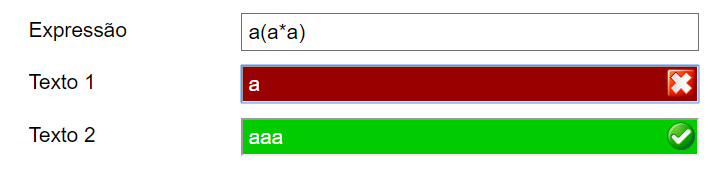 Expressão a(a*a)
Texto 1 a
Texto 2 aaa